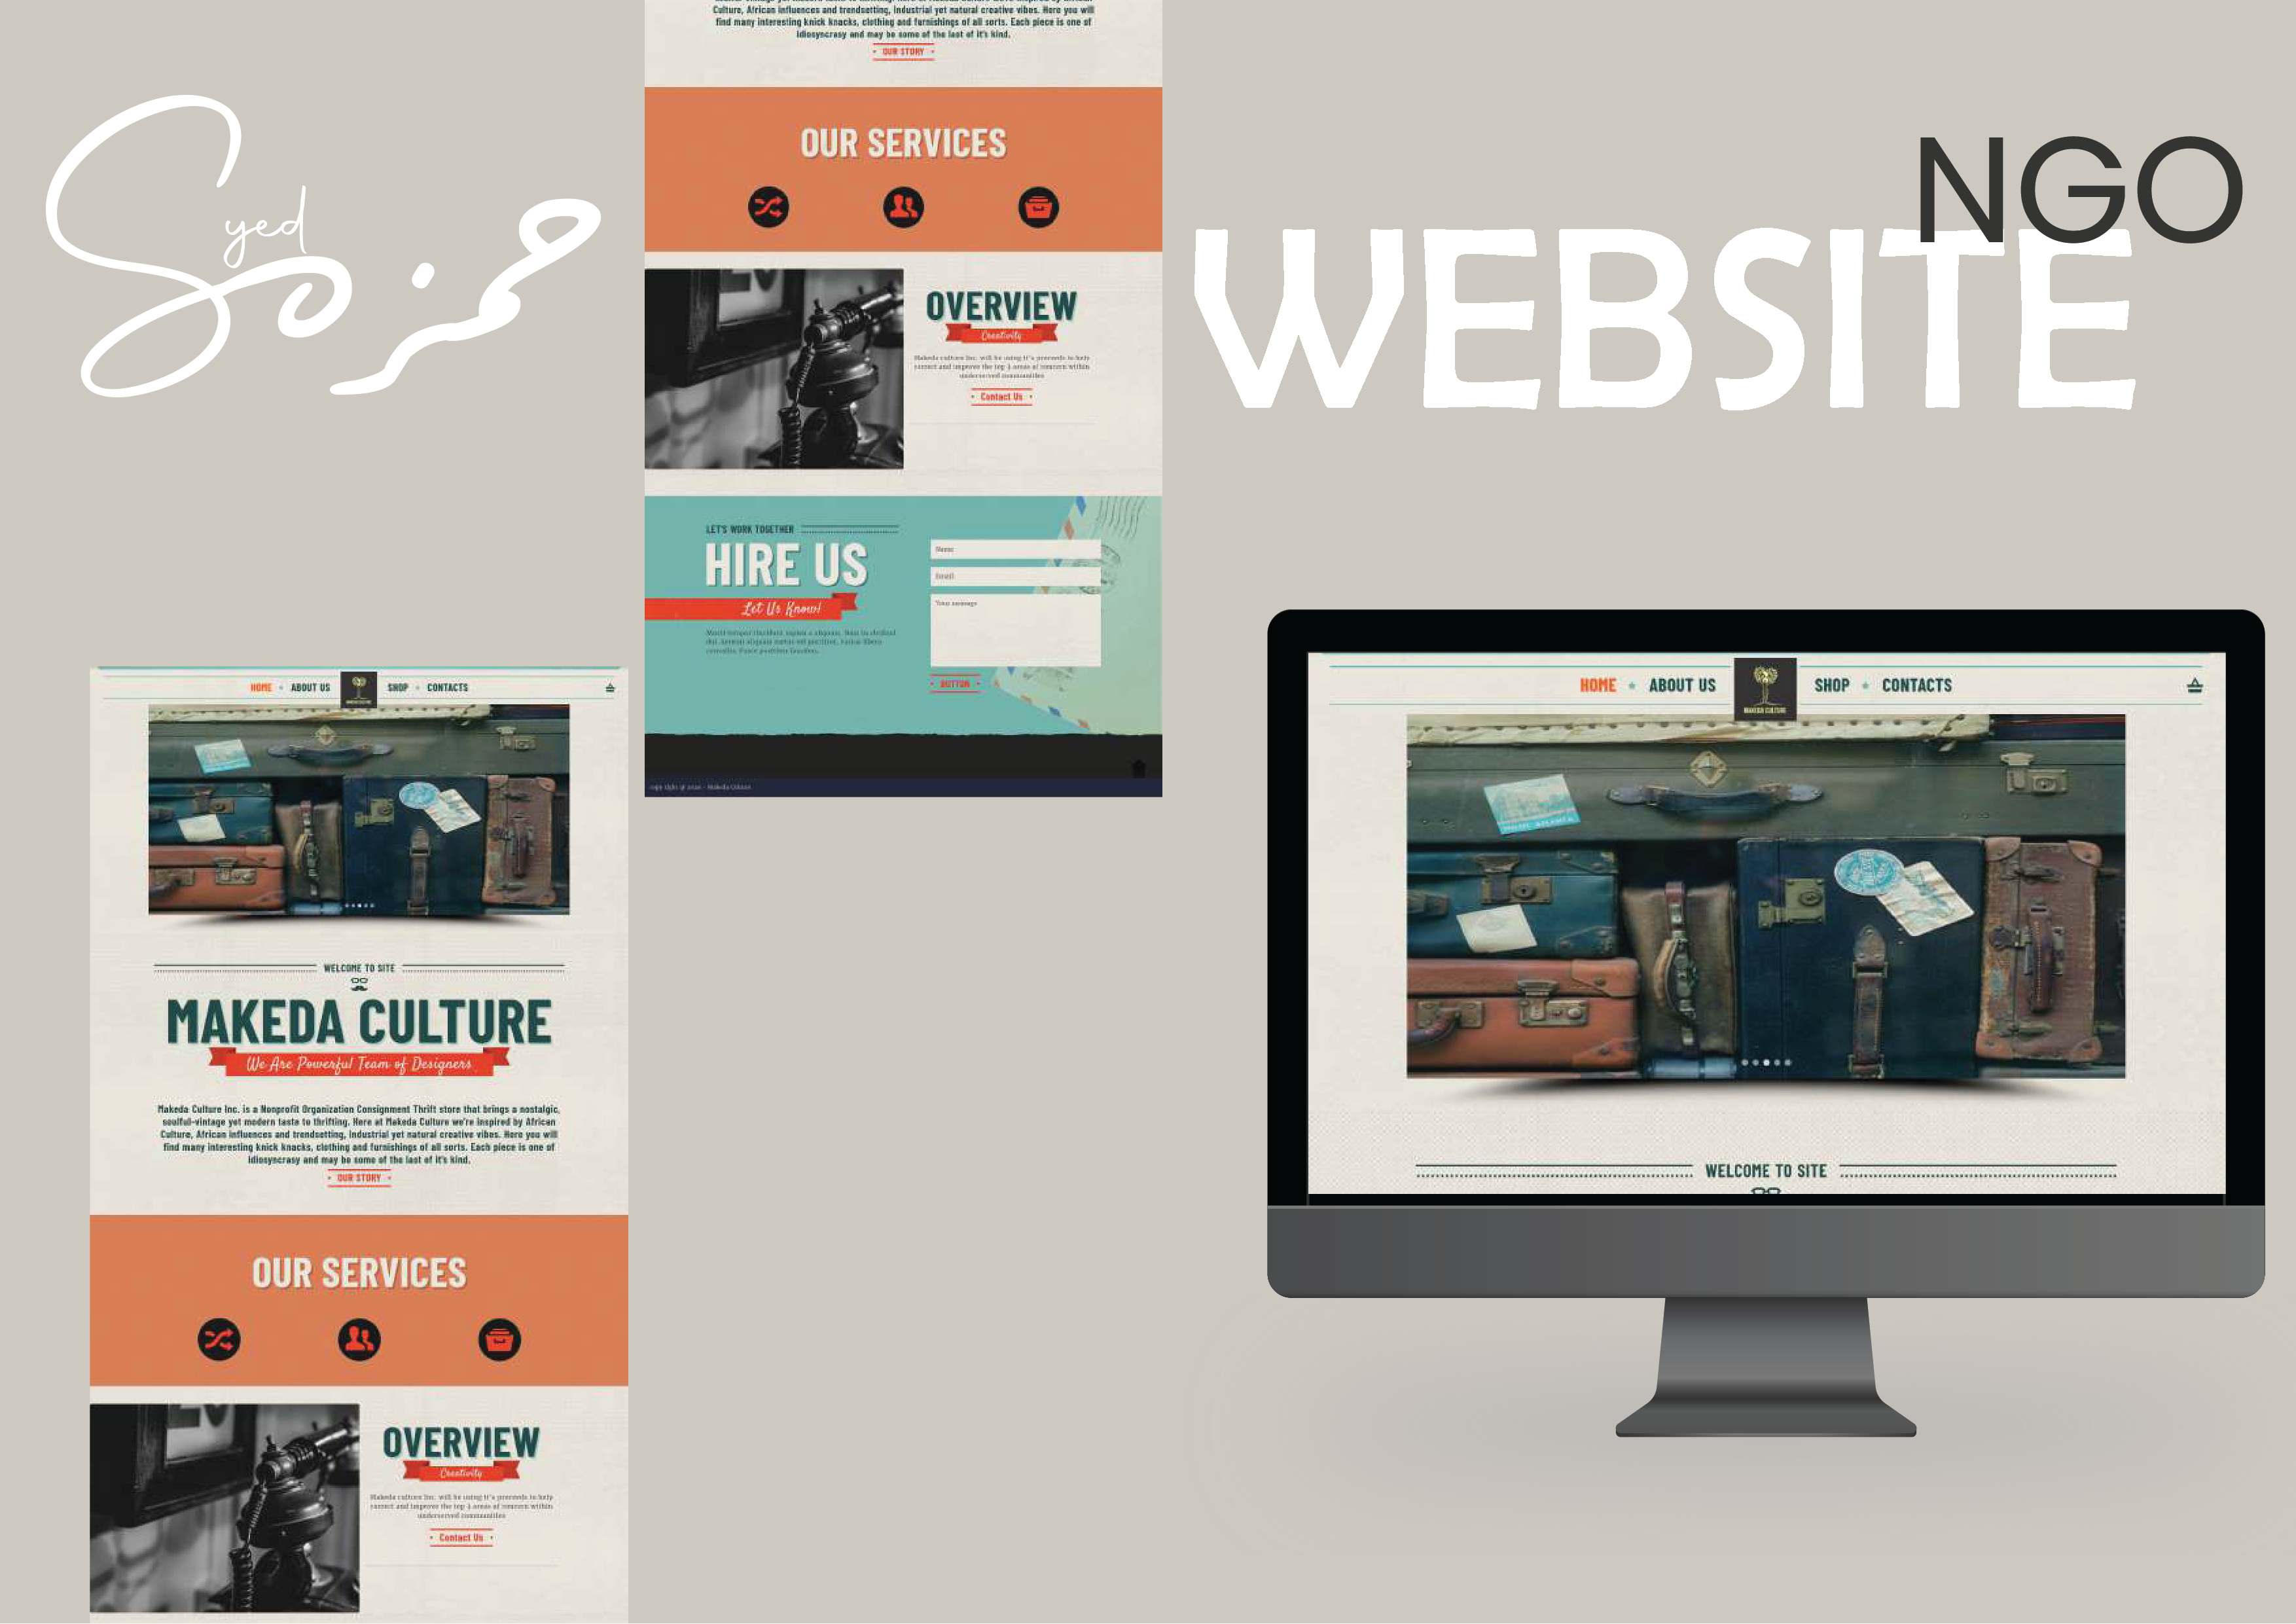 Syed
NGO
WEBSITE
Culture, African influences and trendsetting, Industrial yet natural creative vibes. Here you will
find many interesting knick knacks, clothing and furnishings of all sorts. Each piece is one of
idiosyncrasy and may be some of the last of it's kind.
OUR STORY
OUR SERVICES
OVERVIEW
Creativity
Makeda culture Inc. will be using it's proceeds to help
correct and improve the top 3 areas of concern within
underserved communities
Contact Us
LET'S WORK TOGETHER
HIRE US
Let Us Know!
Name
Email
Your message
BUTTON
HOME ABOUT US SHOP CONTACTS
WELCOME TO SITE
MAKEDA CULTURE
We Are Powerful Team of Designers
Makeda Culture Inc. is a Nonprofit Organization Consignment Thrift store that brings a nostalgic,
soulful-vintage yet modern taste to thrifting. Here at Makeda Culture we're inspired by African
Culture, African influences and trendsetting, Industrial yet natural creative vibes. Here you will
find many interesting knick knacks, clothing and furnishings of all sorts. Each piece is one of
idiosyncrasy and may be some of the last of it's kind.
OUR STORY
OUR SERVICES
OVERVIEW
Creativity
Makeda culture Inc. will be using it's proceeds to help
correct and improve the top 3 areas of concern within
underserved communities
Contact Us
HOME ABOUT US SHOP CONTACTS
MAKEDA CULTURE
WELCOME TO SITE